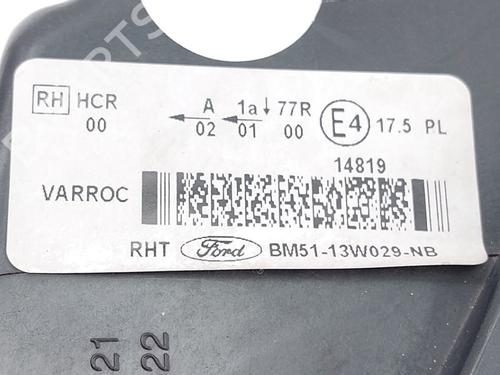 RH HCR A 1a↓ 77R E4 17.5 PL
00 ←02 ←01 00
14819
VARROC
RHT Ford BM51-13W029-NB
21
22